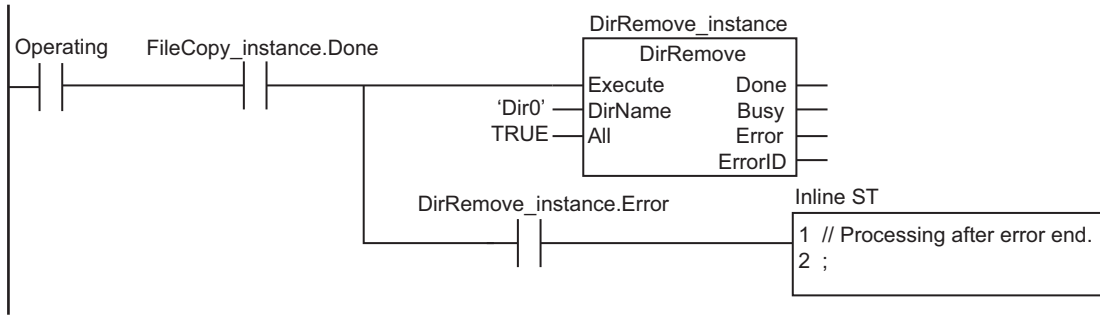 DirRemove_instance
Operating FileCopy_instance.Done DirRemove
Execute Done
‘Dir0’ DirName Busy
TRUE All Error
ErrorID
DirRemove_instance.Error Inline ST
1 // Processing after error end.
2 ;